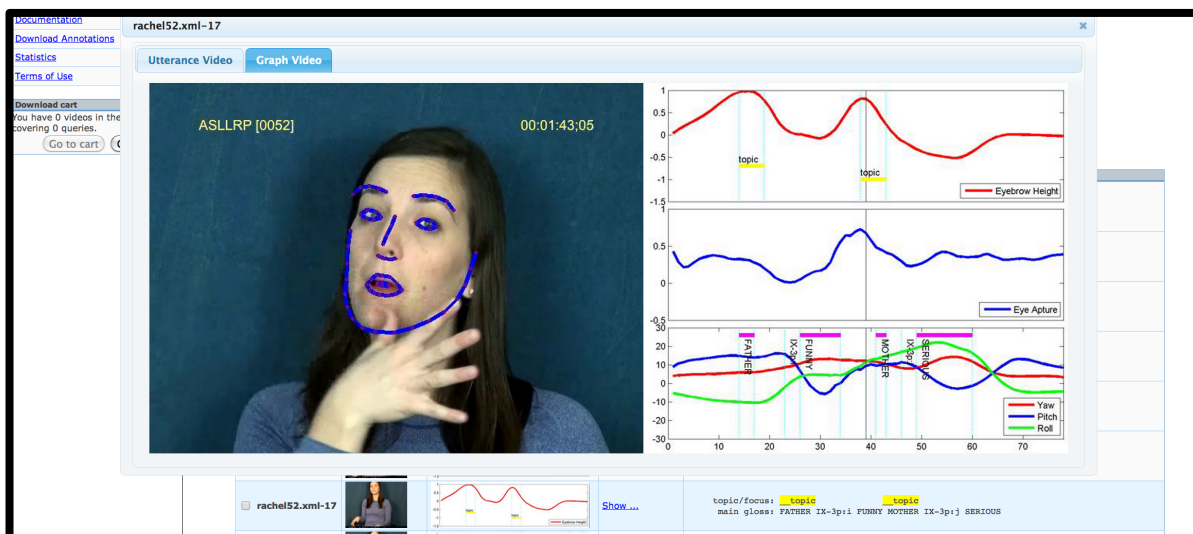 Documentation
Download Annotations
Statistics
Terms of Use
Download cart
You have 0 videos in the
covering 0 queries.
Go to cart
rachel52.xml-17
Utterance Video
Graph Video
ASLLRP [0052]
00:01:43;05
1
0.5
0
-0.5
-1
-1.5
topic
topic
Eyebrow Height
1
0.5
0
-0.5
Eye Apture
30
20
10
0
-10
-20
-30
FATHER
IX-3p:i
FUNNY
MOTHER
IX-3p:j
SERIOUS
Yaw
Pitch
Roll
0 10 20 30 40 50 60 70
rachel52.xml-17
topic
topic
Eyebrow Height
Show ...
topic/focus: __topic __topic
main gloss: FATHER IX-3p:i FUNNY MOTHER IX-3p:j SERIOUS